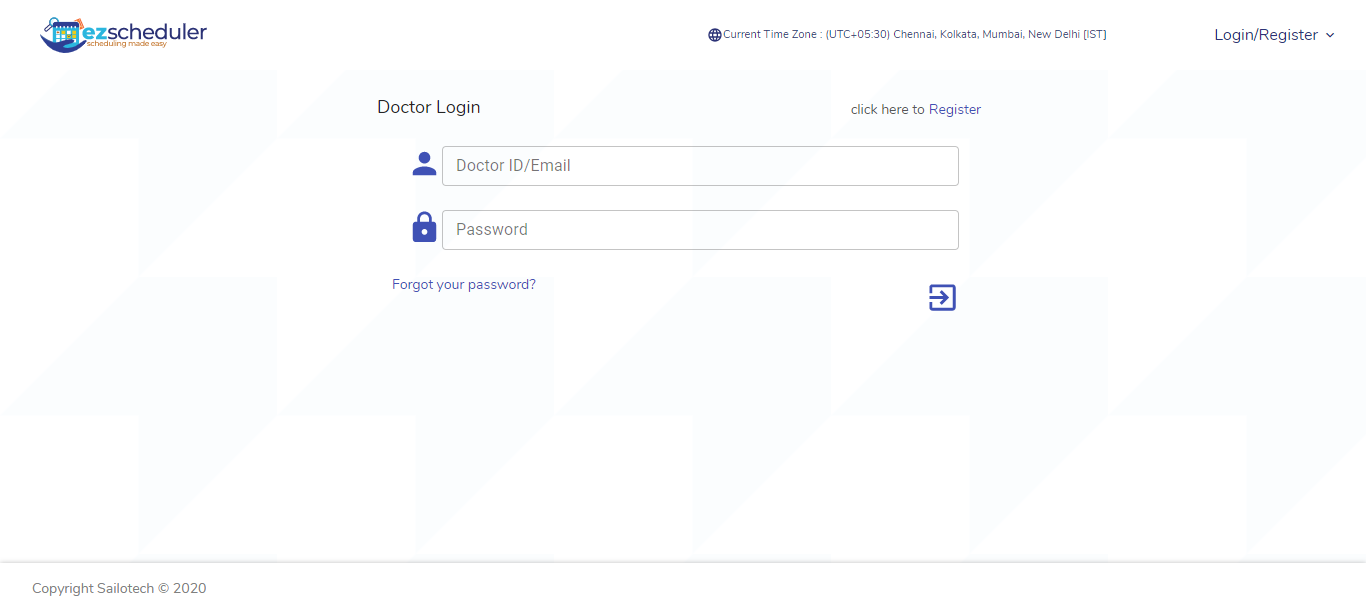 ezscheduler
scheduling made easy
Current Time Zone : (UTC+05:30) Chennai, Kolkata, Mumbai, New Delhi [IST]
Login/Register
Doctor Login
click here to Register
Doctor ID/Email
Password
Forgot your password?
Copyright Sailotech © 2020